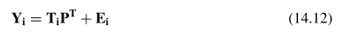 Yᵢ = TᵢPᵀ + Eᵢ (14.12)